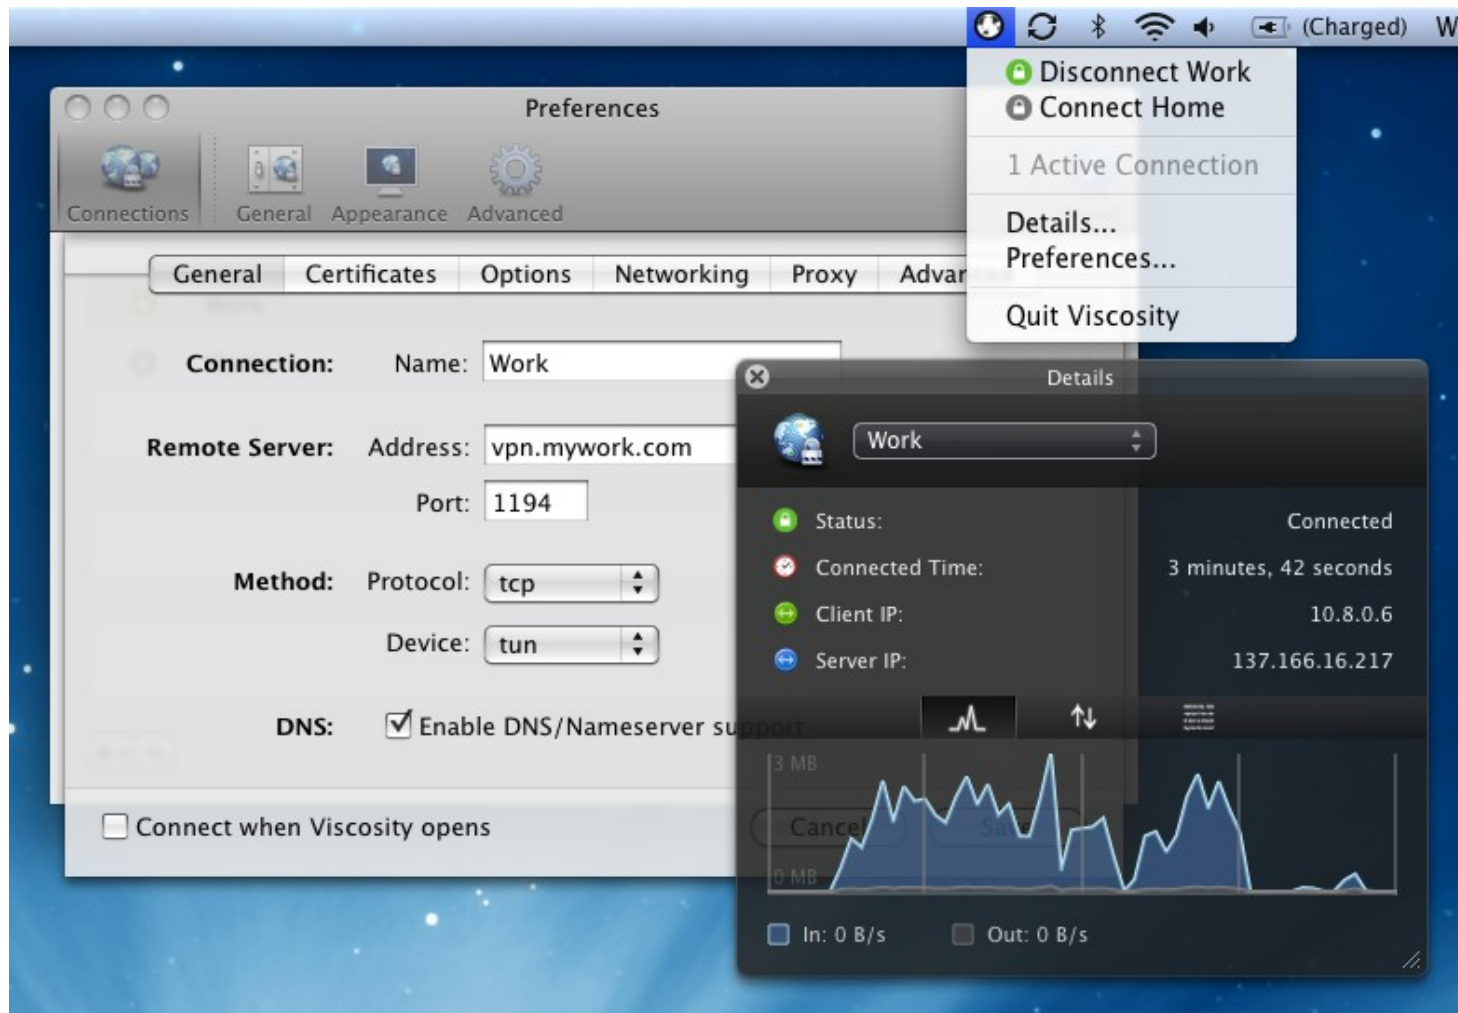 (Charged) W
Disconnect Work
Connect Home
1 Active Connection
Details...
Preferences...
Quit Viscosity
Preferences
Connections General Appearance Advanced
General Certificates Options Networking Proxy Advanced
Work
Connection: Name: Work
Remote Server: Address: vpn.mywork.com
Port: 1194
Method: Protocol: tcp
Device: tun
DNS: Enable DNS/Nameserver support
Connect when Viscosity opens
Cancel Save
Details
Work
Status: Connected
Connected Time: 3 minutes, 42 seconds
Client IP: 10.8.0.6
Server IP: 137.166.16.217
3 MB
0 MB
In: 0 B/s Out: 0 B/s